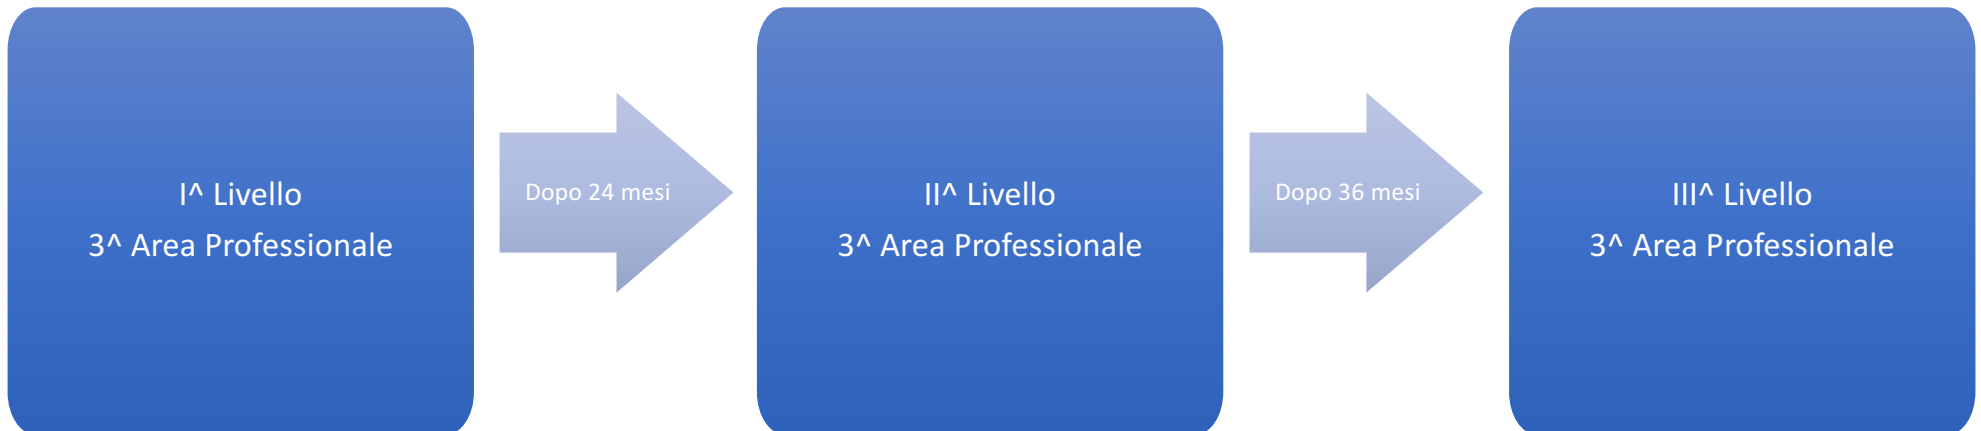 I^ Livello
3^ Area Professionale
Dopo 24 mesi
II^ Livello
3^ Area Professionale
Dopo 36 mesi
III^ Livello
3^ Area Professionale